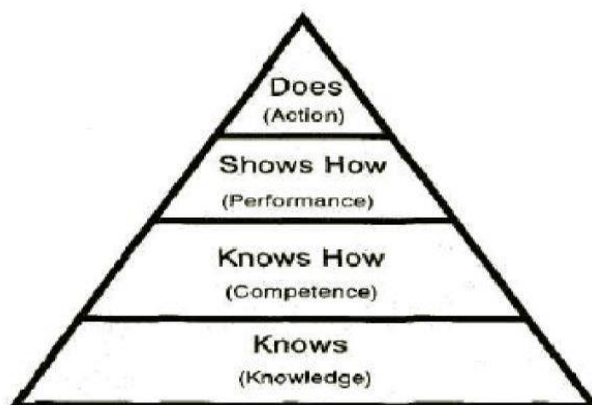 Does
(Action)
Shows How
(Performance)
Knows How
(Competence)
Knows
(Knowledge)